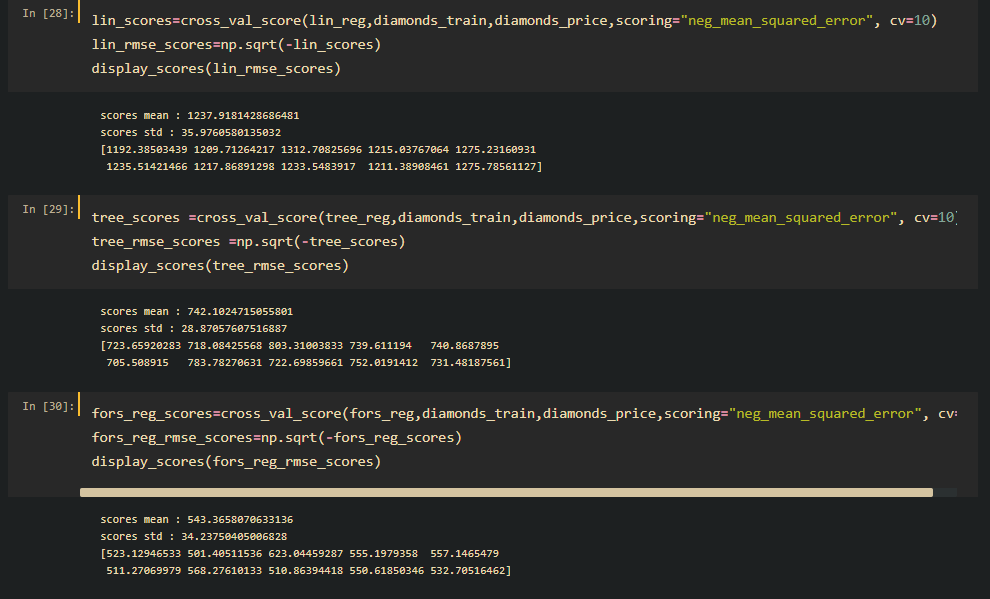 In [28]:
lin_scores=cross_val_score(lin_reg,diamonds_train,diamonds_price,scoring="neg_mean_squared_error", cv=10)
lin_rmse_scores=np.sqrt(-lin_scores)
display_scores(lin_rmse_scores)
scores mean : 1237.9181428686481
scores std : 35.9760580135032
[1192.38503439 1209.71264217 1312.70825696 1215.03767064 1275.23160931
1235.51421466 1217.86891298 1233.5483917  1211.38908461 1275.78561127]
In [29]:
tree_scores =cross_val_score(tree_reg,diamonds_train,diamonds_price,scoring="neg_mean_squared_error", cv=10)
tree_rmse_scores =np.sqrt(-tree_scores)
display_scores(tree_rmse_scores)
scores mean : 742.1024715055801
scores std : 28.87057607516887
[723.65920283 718.08425568 803.31003833 739.611194   740.8687895
705.508915   783.78270631 722.69859661 752.0191412  731.48187561]
In [30]:
fors_reg_scores=cross_val_score(fors_reg,diamonds_train,diamonds_price,scoring="neg_mean_squared_error", cv=
fors_reg_rmse_scores=np.sqrt(-fors_reg_scores)
display_scores(fors_reg_rmse_scores)
scores mean : 543.3658070633136
scores std : 34.23750405006828
[523.12946533 501.40511536 623.04459287 555.1979358  557.1465479
511.27069979 568.27610133 510.86394418 550.61850346 532.70516462]